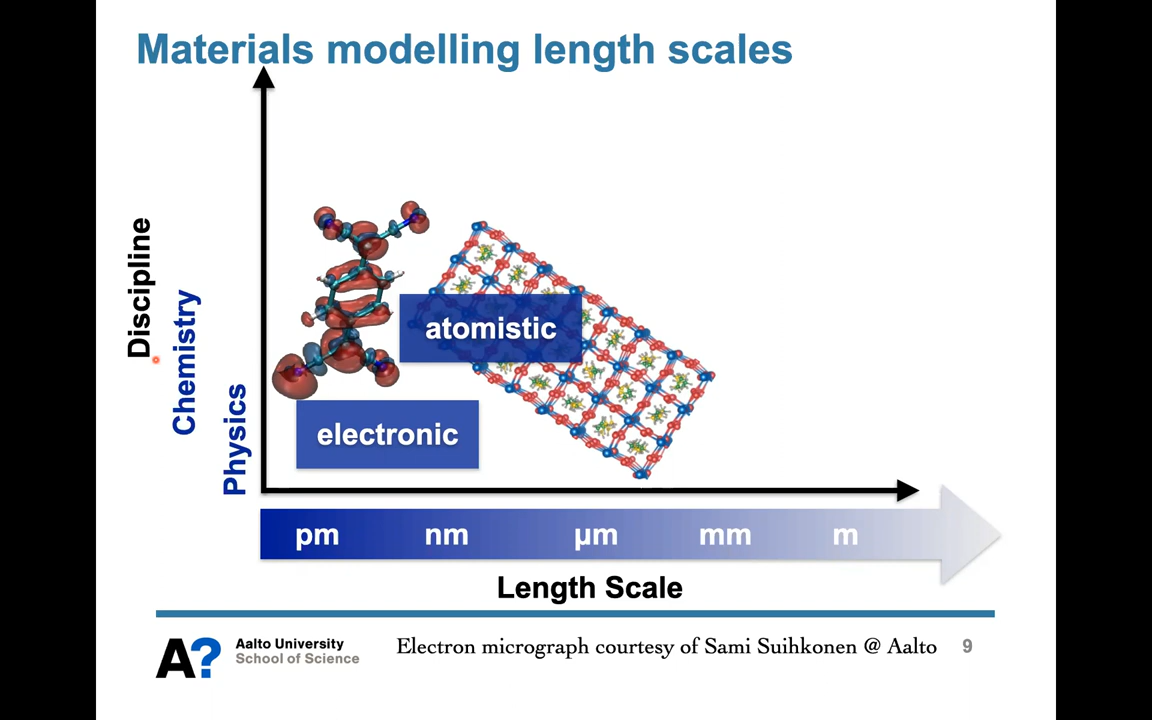 Materials modelling length scales
Discipline
Chemistry
Physics
atomistic
electronic
pm nm µm mm m
Length Scale
A?
Aalto University
School of Science
Electron micrograph courtesy of Sami Suihkonen @ Aalto
9